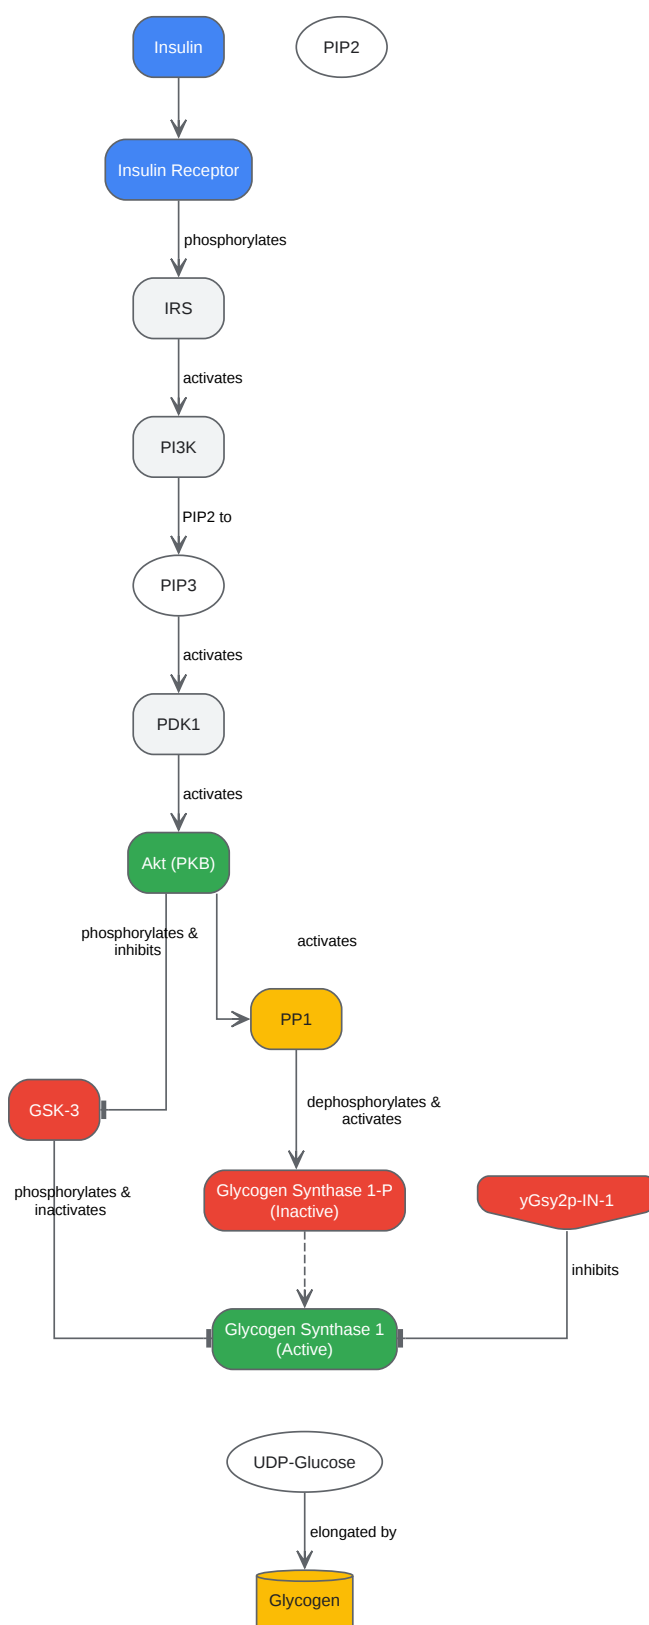 Insulin
PIP2
Insulin Receptor
phosphorylates
IRS
activates
PI3K
PIP2 to
PIP3
activates
PDK1
activates
Akt (PKB)
phosphorylates &
inhibits
activates
PP1
GSK-3
dephosphorylates &
activates
phosphorylates &
inactivates
Glycogen Synthase 1-P
(Inactive)
yGsy2p-IN-1
inhibits
Glycogen Synthase 1
(Active)
UDP-Glucose
elongated by
Glycogen